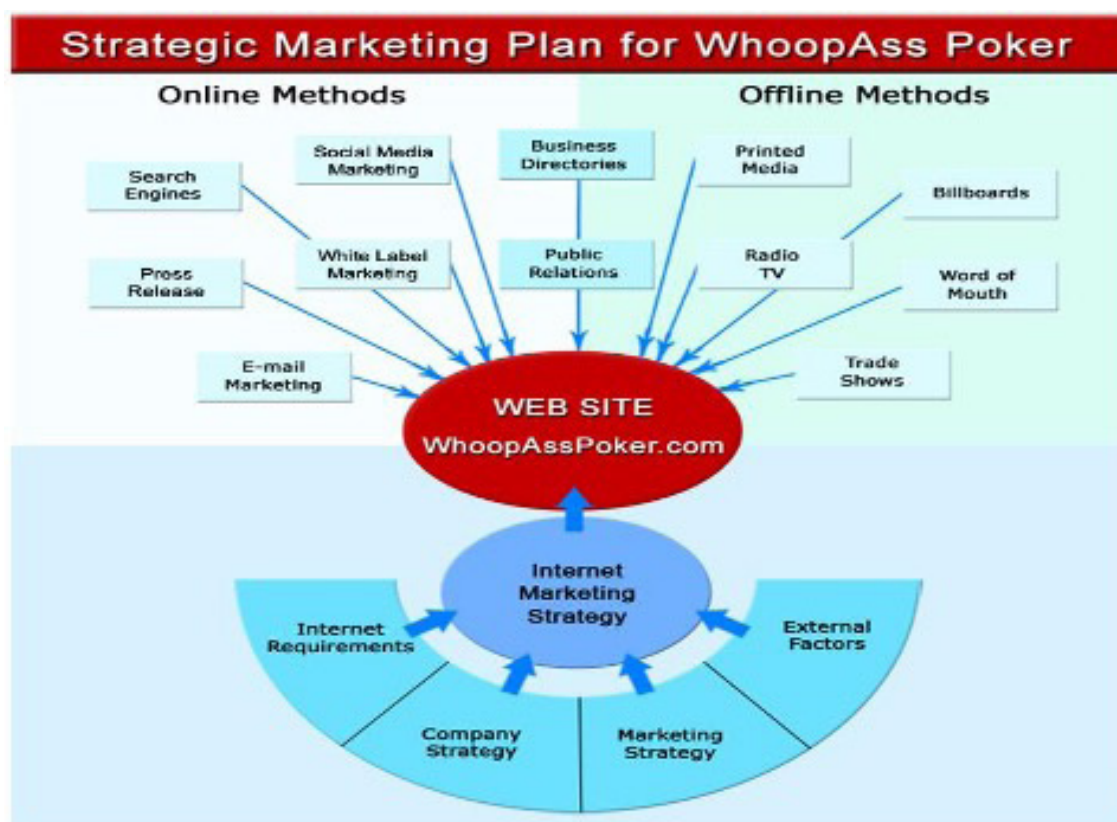 Strategic Marketing Plan for WhoopAss Poker
Online Methods
Offline Methods
Search
Engines
Social Media
Marketing
Business
Directories
Printed
Media
Billboards
Press
Release
White Label
Marketing
Public
Relations
Radio
TV
Word of
Mouth
E-mail
Marketing
Trade
Shows
WEB SITE
WhoopAssPoker.com
Internet
Marketing
Strategy
Internet
Requirements
Company
Strategy
Marketing
Strategy
External
Factors